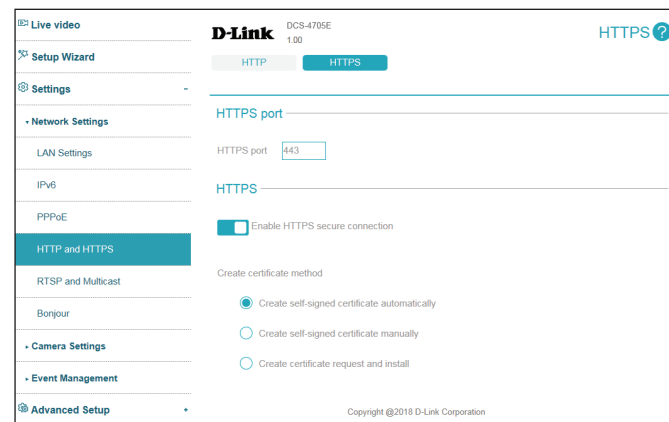 Live video
Setup Wizard
Settings -
Network Settings
LAN Settings
IPv6
PPPoE
HTTP and HTTPS
RTSP and Multicast
Bonjour
Camera Settings
Event Management
Advanced Setup +
D-Link DCS-4705E
1.00
HTTPS ?
HTTP HTTPS
HTTPS port
HTTPS port 443
HTTPS
Enable HTTPS secure connection
Create certificate method
Create self-signed certificate automatically
Create self-signed certificate manually
Create certificate request and install
Copyright @2018 D-Link Corporation